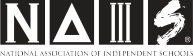 NAIS®
NATIONAL ASSOCIATION OF INDEPENDENT SCHOOLS